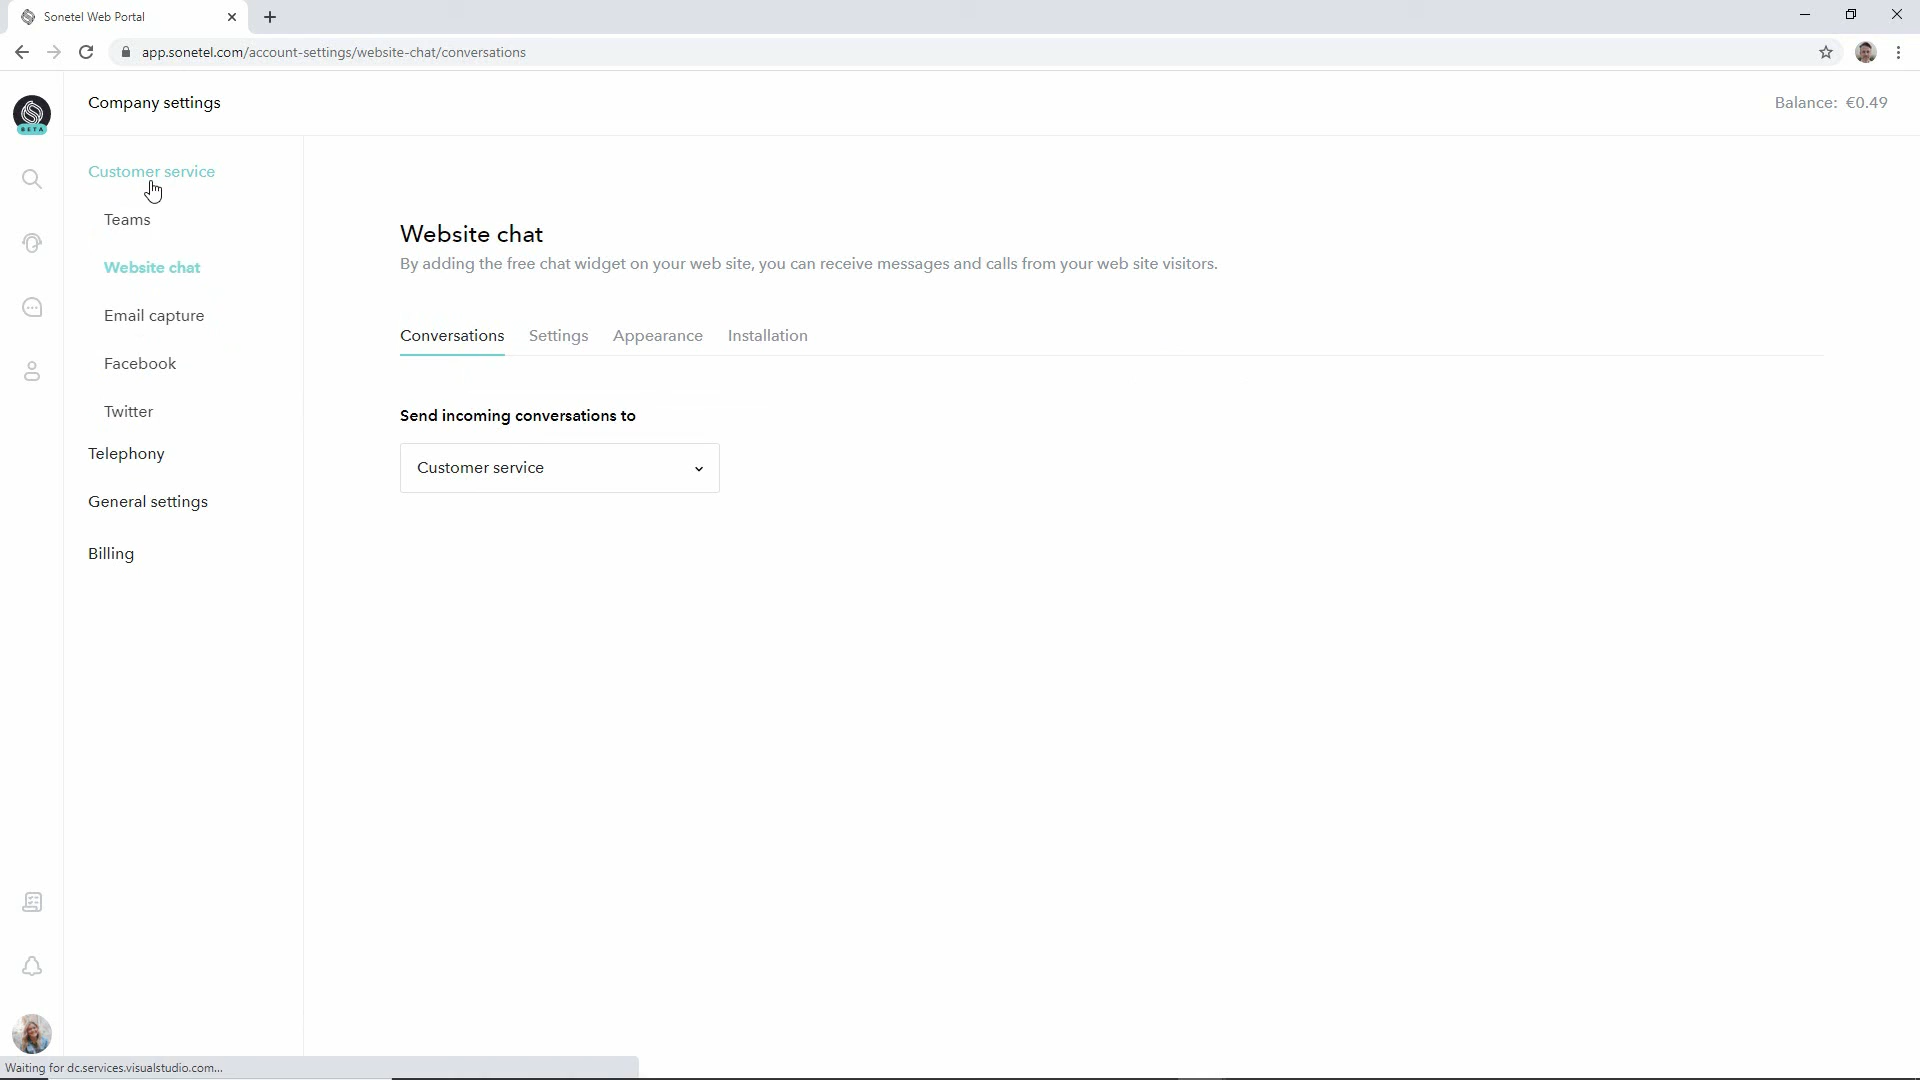 Sonetel Web Portal
app.sonetel.com/account-settings/website-chat/conversations
BETA
Company settings
Balance: €0.49
Customer service
Teams
Website chat
Email capture
Facebook
Twitter
Telephony
General settings
Billing
Website chat
By adding the free chat widget on your web site, you can receive messages and calls from your web site visitors.
Conversations Settings Appearance Installation
Send incoming conversations to
Customer service
Waiting for dc.services.visualstudio.com...